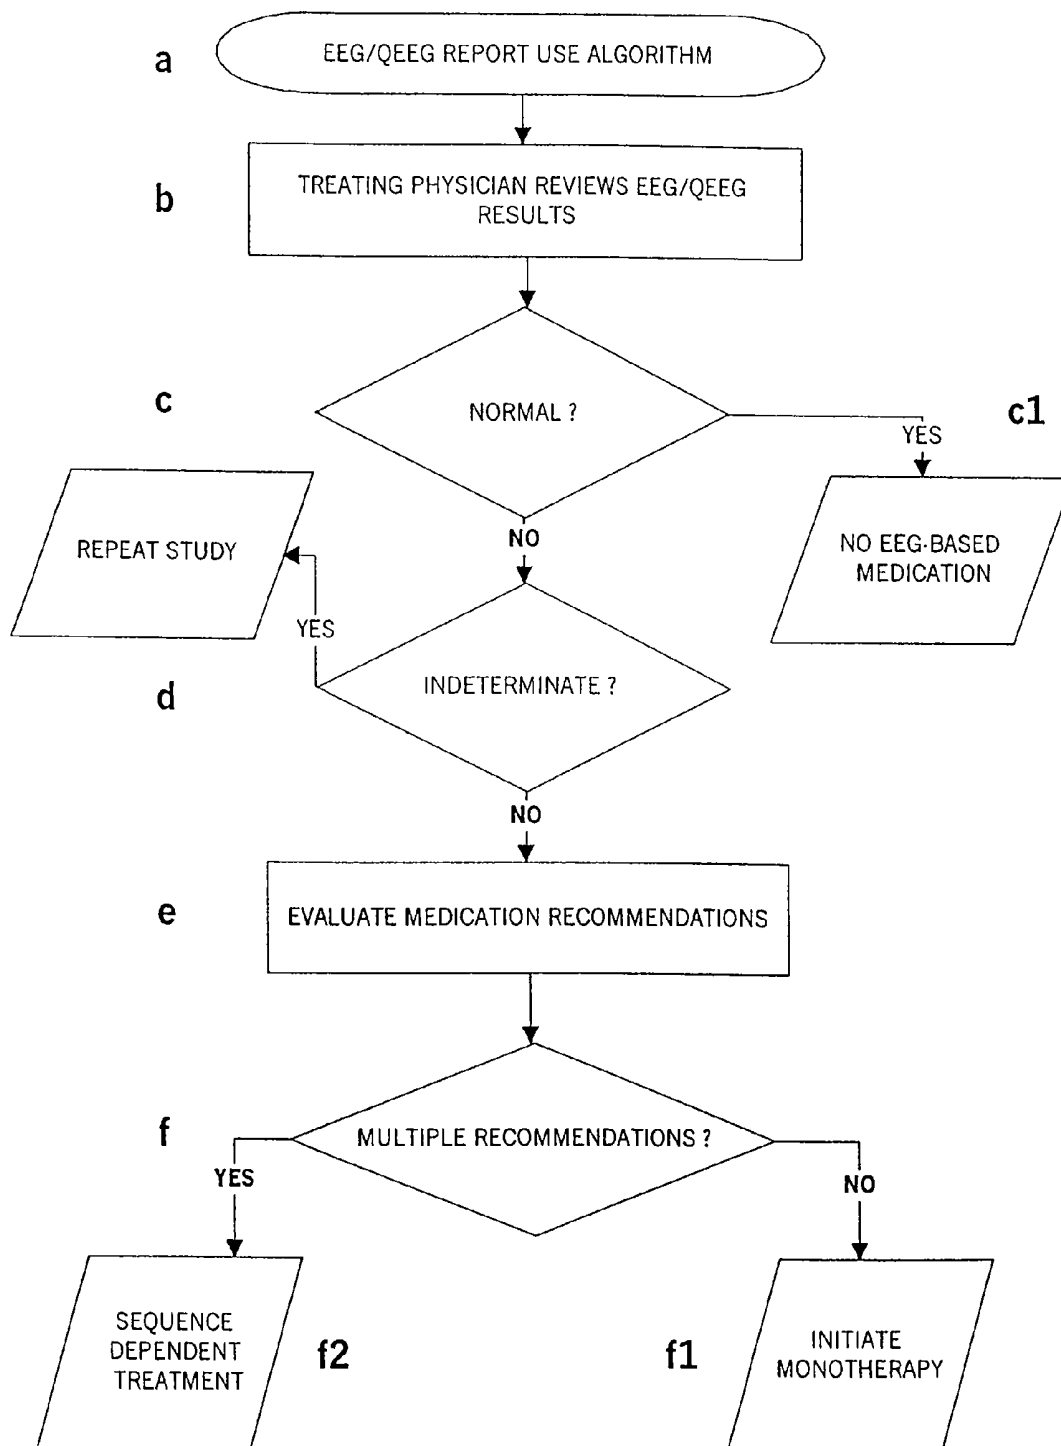 a
EEG/QEEG REPORT USE ALGORITHM
b
TREATING PHYSICIAN REVIEWS EEG/QEEG
RESULTS
c
NORMAL ?
c1
YES
NO
REPEAT STUDY
NO EEG-BASED
MEDICATION
YES
d
INDETERMINATE ?
NO
e
EVALUATE MEDICATION RECOMMENDATIONS
f
MULTIPLE RECOMMENDATIONS ?
YES
NO
SEQUENCE
DEPENDENT
TREATMENT
f2
f1
INITIATE
MONOTHERAPY